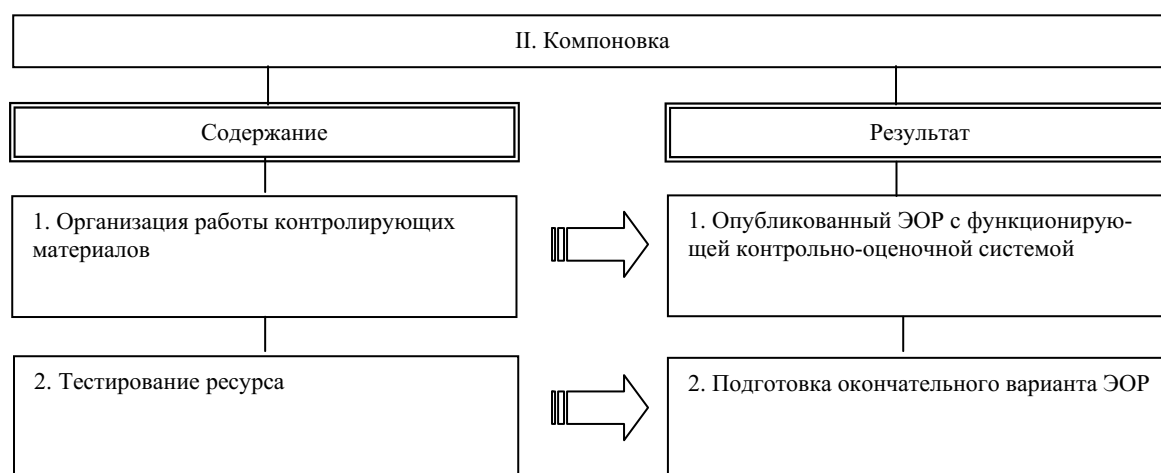 II. Компоновка
Содержание
Результат
1. Организация работы контролирующих
материалов
1. Опубликованный ЭОР с функционирую-
щей контрольно-оценочной системой
2. Тестирование ресурса
2. Подготовка окончательного варианта ЭОР